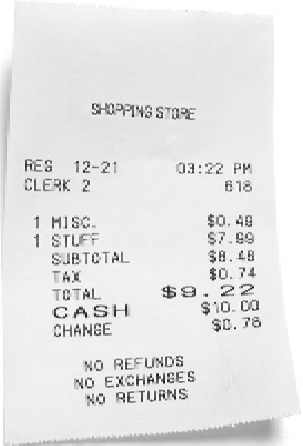 SHOPPING STORE
REG 12-21 03:22 PM
CLERK 2 618
1 MISC. $0.49
1 STUFF $7.99
SUBTOTAL $8.48
TAX $0.74
TOTAL $9.22
CASH $10.00
CHANGE $0.78
NO REFUNDS
NO EXCHANGES
NO RETURNS